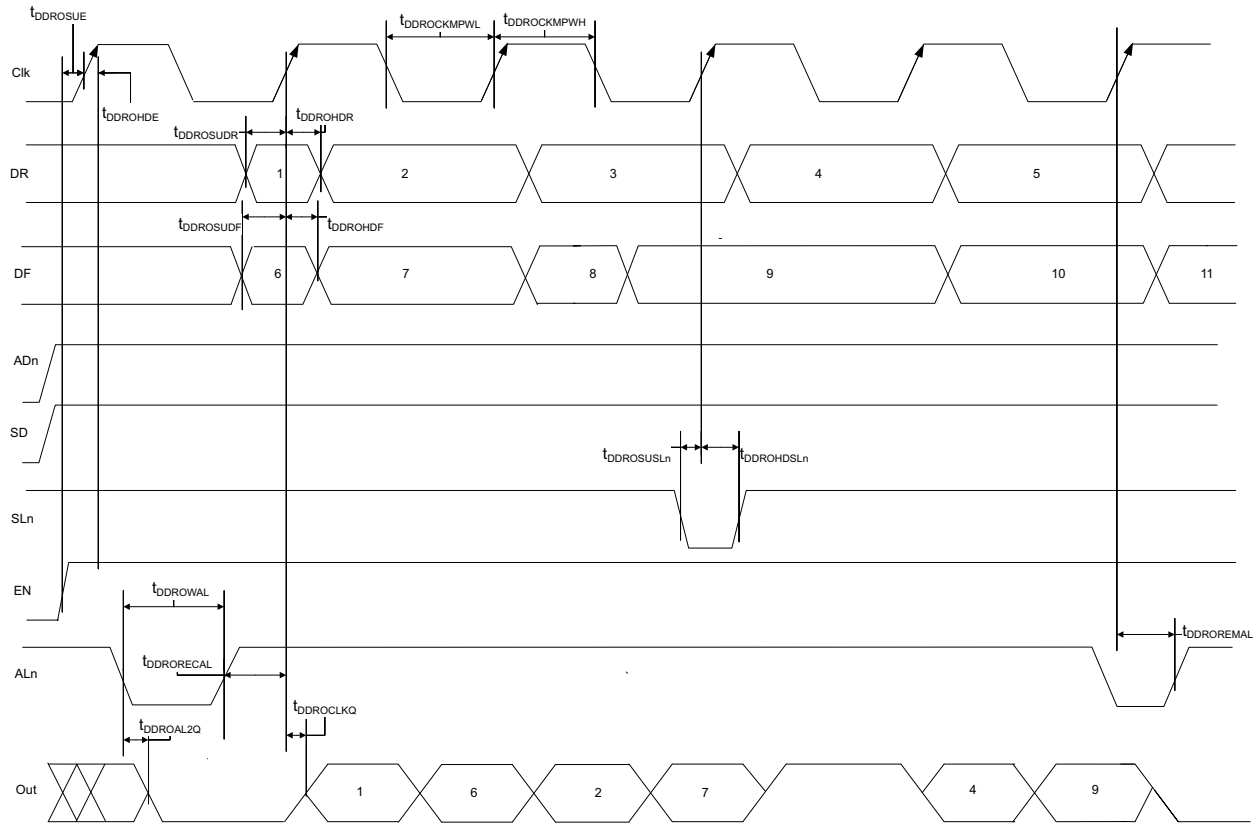 tDDROSUE
tDDROCKMPWL
tDDROCKMPWH
Clk
tDDROHDE
tDDROSUDR
tDDROHDR
DR
1
2
3
4
5
tDDROSUDF
tDDROHDF
DF
6
7
8
9
10
11
ADn
SD
tDDROSUSLn
tDDROHDSLn
SLn
EN
tDDROWAL
tDDRORECAL
tDDROREMAL
ALn
tDDROCLKQ
tDDROAL2Q
Out
1
6
2
7
4
9